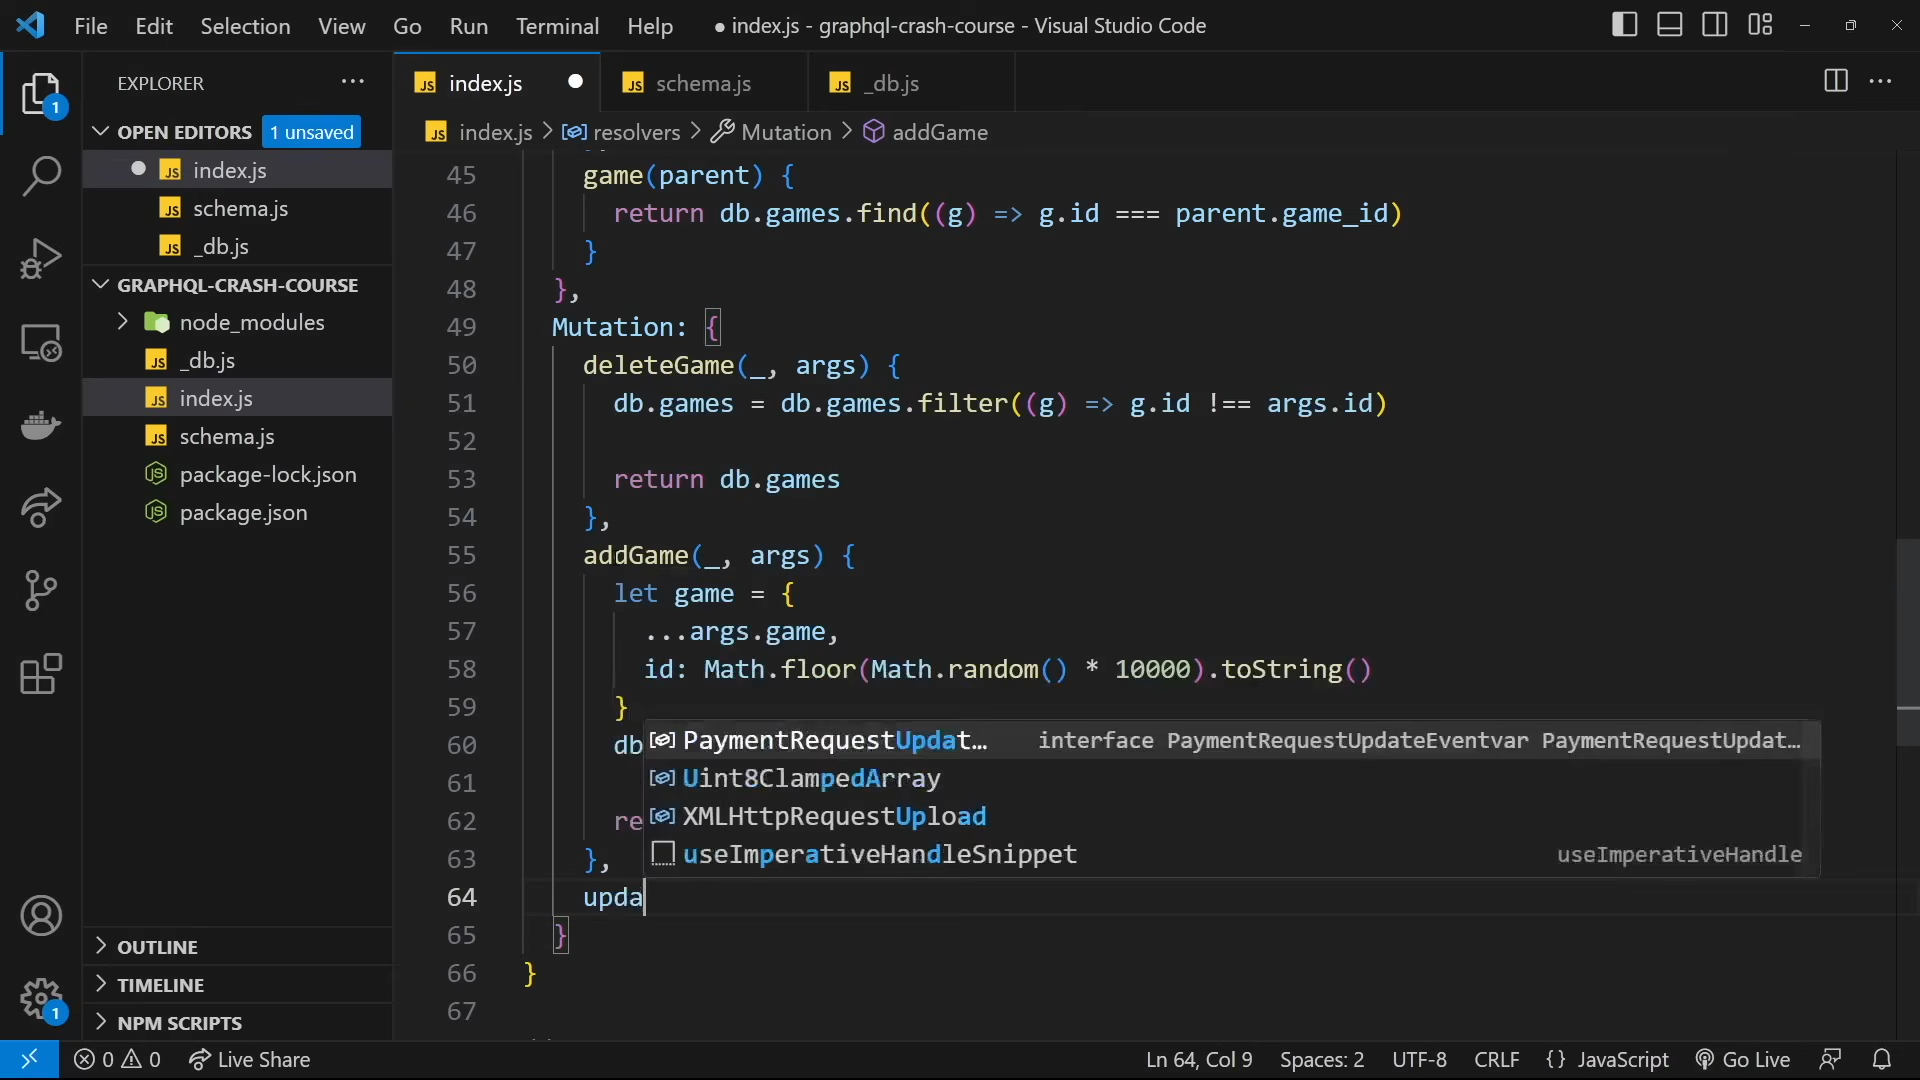 File Edit Selection View Go Run Terminal Help ● index.js - graphql-crash-course - Visual Studio Code
EXPLORER ···
index.js schema.js _db.js
OPEN EDITORS 1 unsaved
index.js > resolvers > Mutation > addGame
index.js
schema.js
_db.js
GRAPHQL-CRASH-COURSE
node_modules
_db.js
index.js
schema.js
package-lock.json
package.json
OUTLINE
TIMELINE
NPM SCRIPTS
1
1
45 game(parent) {
46 return db.games.find((g) => g.id === parent.game_id)
47 }
48 },
49 Mutation: {
50 deleteGame(_, args) {
51 db.games = db.games.filter((g) => g.id !== args.id)
52
53 return db.games
54 },
55 addGame(_, args) {
56 let game = {
57 ...args.game,
58 id: Math.floor(Math.random() * 10000).toString()
59 }
60 db
61
62 re
63 },
64 upda
65 }
66 }
67
PaymentRequestUpdat… interface PaymentRequestUpdateEventvar PaymentRequestUpdat…
Uint8ClampedArray
XMLHttpRequestUpload
useImperativeHandleSnippet useImperativeHandle
0 0 Live Share Ln 64, Col 9 Spaces: 2 UTF-8 CRLF {} JavaScript Go Live